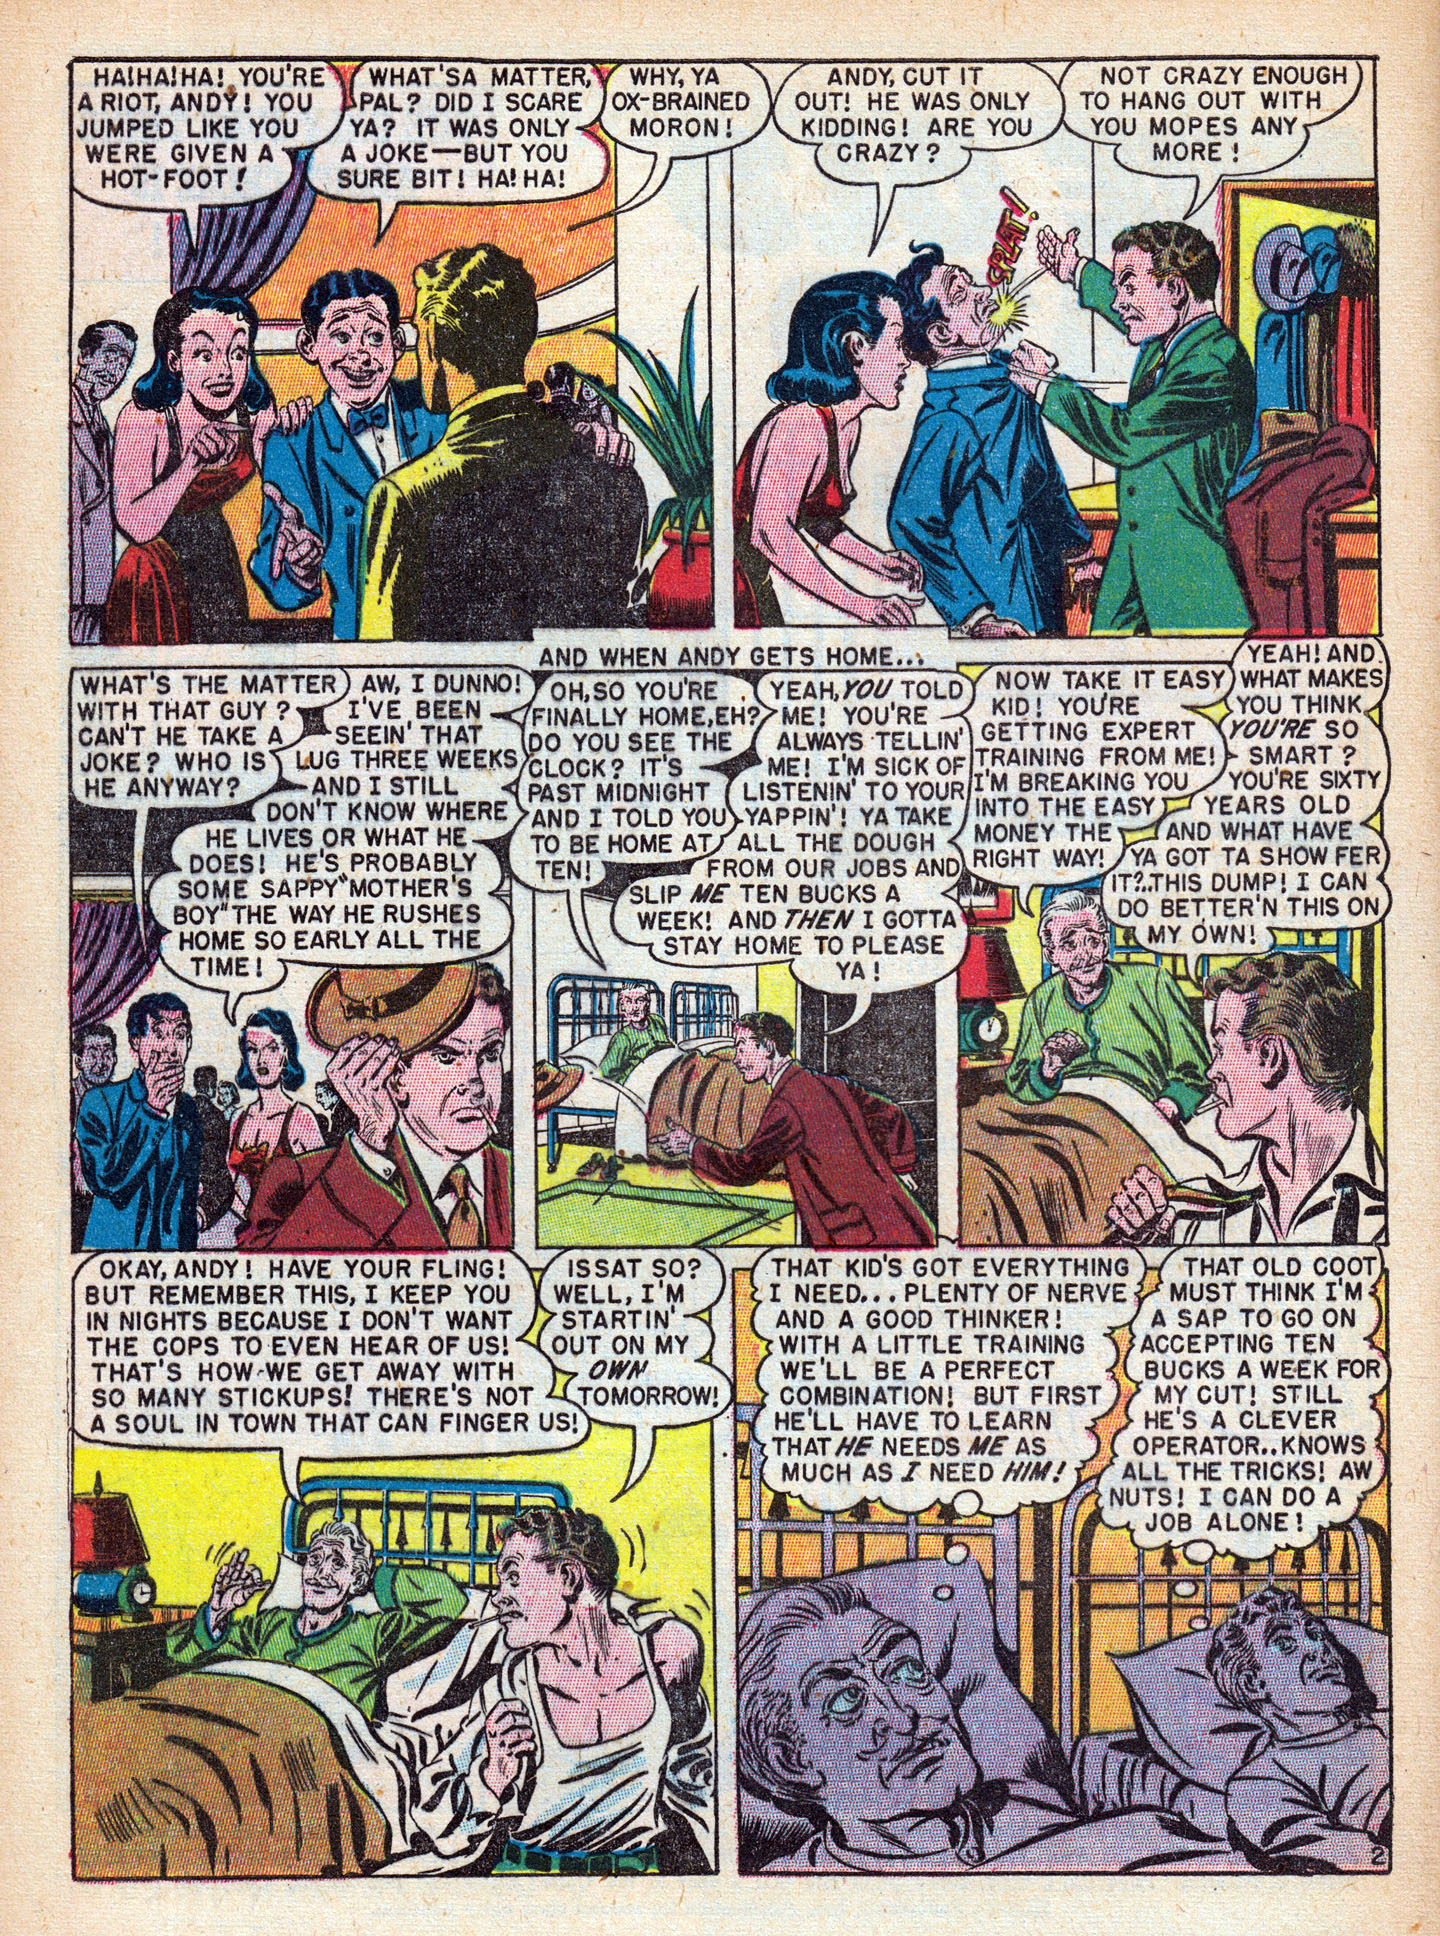 HA! HA! HA! YOU'RE
A RIOT, ANDY! YOU
JUMPED LIKE YOU
WERE GIVEN A
HOT-FOOT!
WHAT'SA MATTER,
PAL? DID I SCARE
YA? IT WAS ONLY
A JOKE—BUT YOU
SURE BIT! HA! HA!
WHY, YA
OX-BRAINED
MORON!
ANDY, CUT IT
OUT! HE WAS ONLY
KIDDING! ARE YOU
CRAZY?
SPLAT!
NOT CRAZY ENOUGH
TO HANG OUT WITH
YOU MOPES ANY
MORE!
WHAT'S THE MATTER
WITH THAT GUY?
CAN'T HE TAKE A
JOKE? WHO IS
HE ANYWAY?
AW, I DUNNO!
I'VE BEEN
SEEIN' THAT
LUG THREE WEEKS
AND I STILL
DON'T KNOW WHERE
HE LIVES OR WHAT HE
DOES! HE'S PROBABLY
SOME SAPPY "MOTHER'S
BOY" THE WAY HE RUSHES
HOME SO EARLY ALL THE
TIME!
AND WHEN ANDY GETS HOME...
OH, SO YOU'RE
FINALLY HOME, EH?
DO YOU SEE THE
CLOCK? IT'S
PAST MIDNIGHT
AND I TOLD YOU
TO BE HOME AT
TEN!
YEAH, YOU TOLD
ME! YOU'RE
ALWAYS TELLIN'
ME! I'M SICK OF
LISTENIN' TO YOUR
YAPPIN'! YA TAKE
ALL THE DOUGH
FROM OUR JOBS AND
SLIP ME TEN BUCKS A
WEEK! AND THEN I GOTTA
STAY HOME TO PLEASE
YA!
NOW TAKE IT EASY
KID! YOU'RE
GETTING EXPERT
TRAINING FROM ME!
I'M BREAKING YOU
INTO THE EASY
MONEY THE
RIGHT WAY!
YEAH! AND
WHAT MAKES
YOU THINK
YOU'RE SO
SMART?
YOU'RE SIXTY
YEARS OLD
AND WHAT HAVE
YA GOT TA SHOW FER
IT?..THIS DUMP! I CAN
DO BETTER'N THIS ON
MY OWN!
OKAY, ANDY! HAVE YOUR FLING!
BUT REMEMBER THIS, I KEEP YOU
IN NIGHTS BECAUSE I DON'T WANT
THE COPS TO EVEN HEAR OF US!
THAT'S HOW WE GET AWAY WITH
SO MANY STICKUPS! THERE'S NOT
A SOUL IN TOWN THAT CAN FINGER US!
ISSAT SO?
WELL, I'M
STARTIN'
OUT ON MY
OWN
TOMORROW!
THAT KID'S GOT EVERYTHING
I NEED... PLENTY OF NERVE
AND A GOOD THINKER!
WITH A LITTLE TRAINING
WE'LL BE A PERFECT
COMBINATION! BUT FIRST
HE'LL HAVE TO LEARN
THAT HE NEEDS ME AS
MUCH AS I NEED HIM!
THAT OLD COOT
MUST THINK I'M
A SAP TO GO ON
ACCEPTING TEN
BUCKS A WEEK FOR
MY CUT! STILL
HE'S A CLEVER
OPERATOR..KNOWS
ALL THE TRICKS! AW
NUTS! I CAN DO A
JOB ALONE!
2